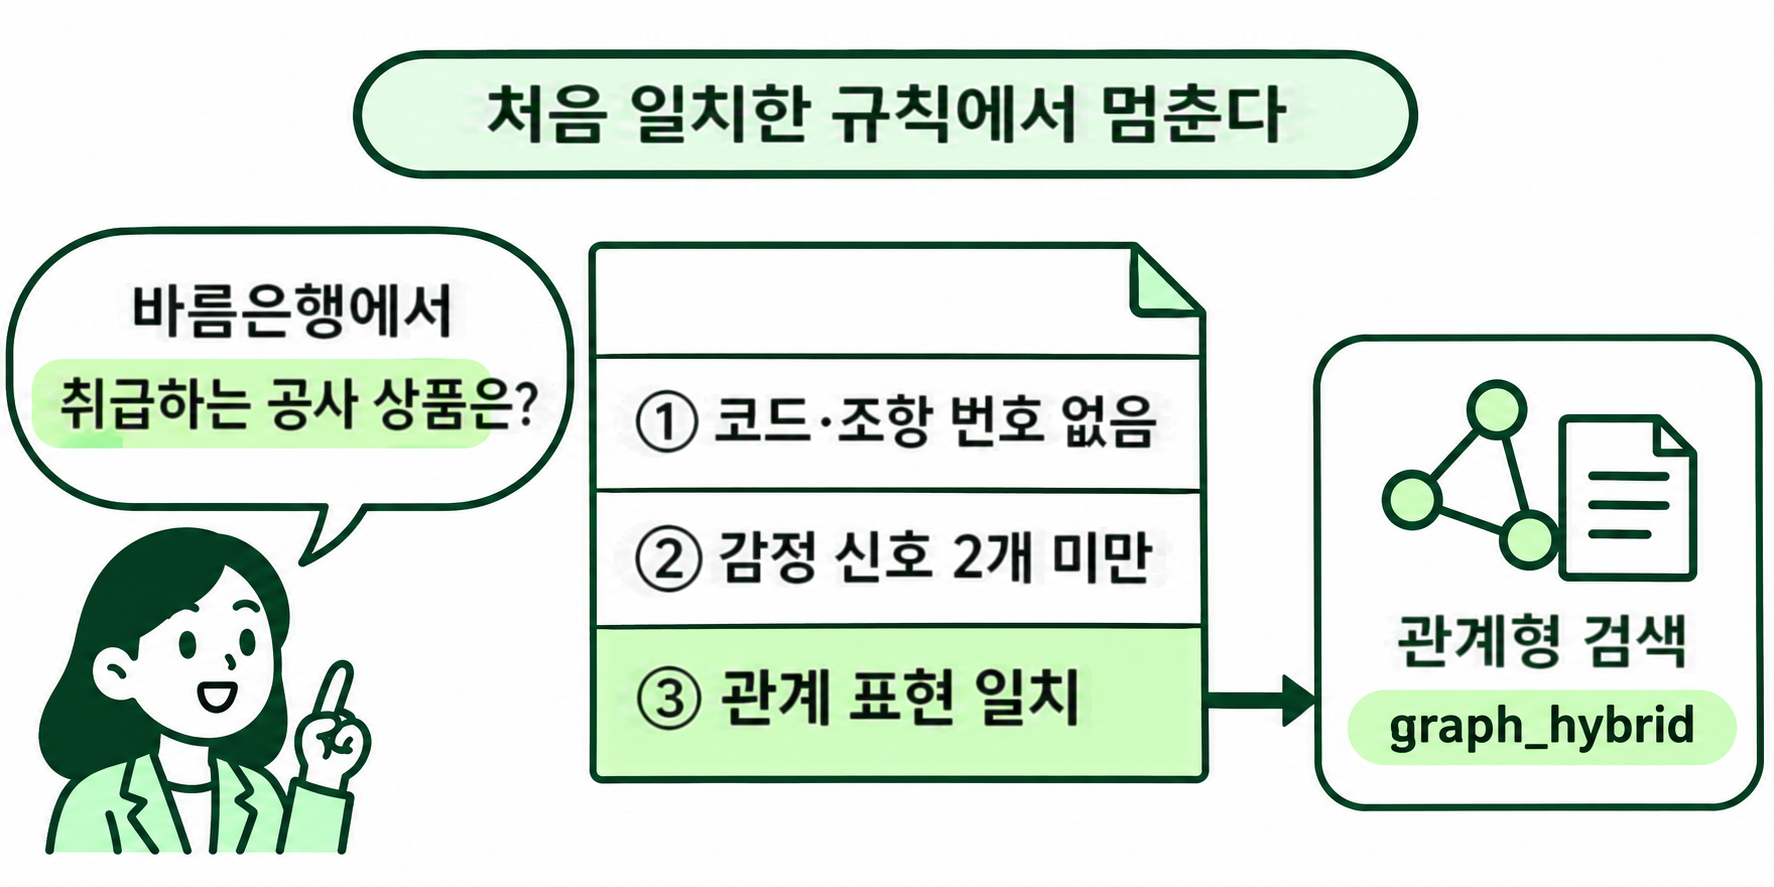 처음 일치한 규칙에서 멈춘다
바름은행에서
취급하는 공사 상품은?
① 코드·조항 번호 없음
② 감정 신호 2개 미만
③ 관계 표현 일치
관계형 검색
graph_hybrid